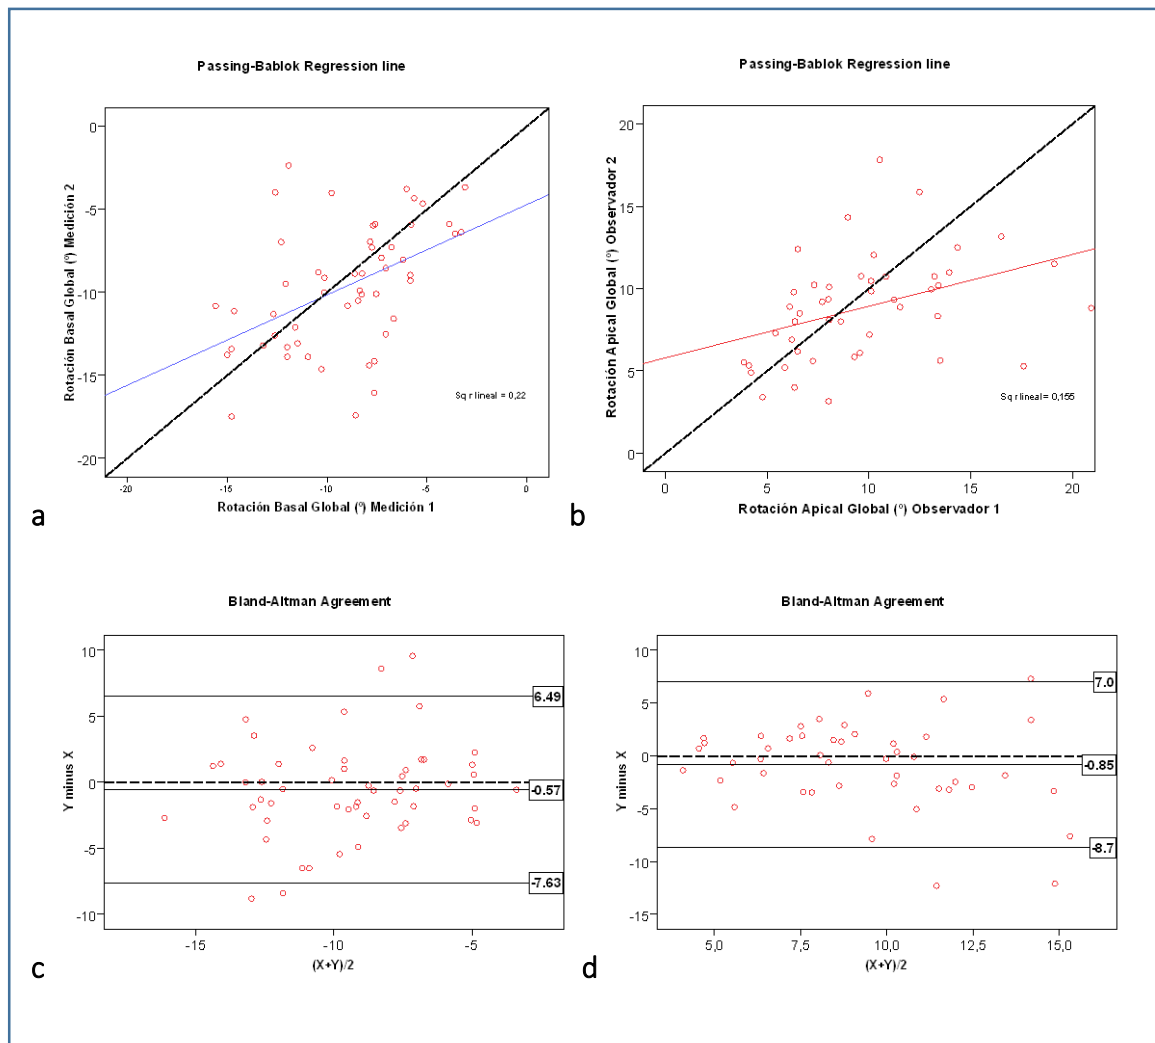 Passing-Bablok Regression line
Rotación Basal Global (º) Medición 2
0
-5
-10
-15
-20
Sq r lineal = 0,22
-20 -15 -10 -5 0
Rotación Basal Global (º) Medición 1
a
Passing-Bablok Regression line
Rotación Apical Global (º) Observador 2
20
15
10
5
0
Sq r lineal = 0,155
0 5 10 15 20
Rotación Apical Global (º) Observador 1
b
Bland-Altman Agreement
Y minus X
10
5
0
-5
-10
6.49
-0.57
-7.63
-15 -10 -5
(X+Y)/2
c
Bland-Altman Agreement
Y minus X
10
5
0
-5
-10
-15
7.0
-0.85
-8.7
5,0 7,5 10,0 12,5 15,0
(X+Y)/2
d